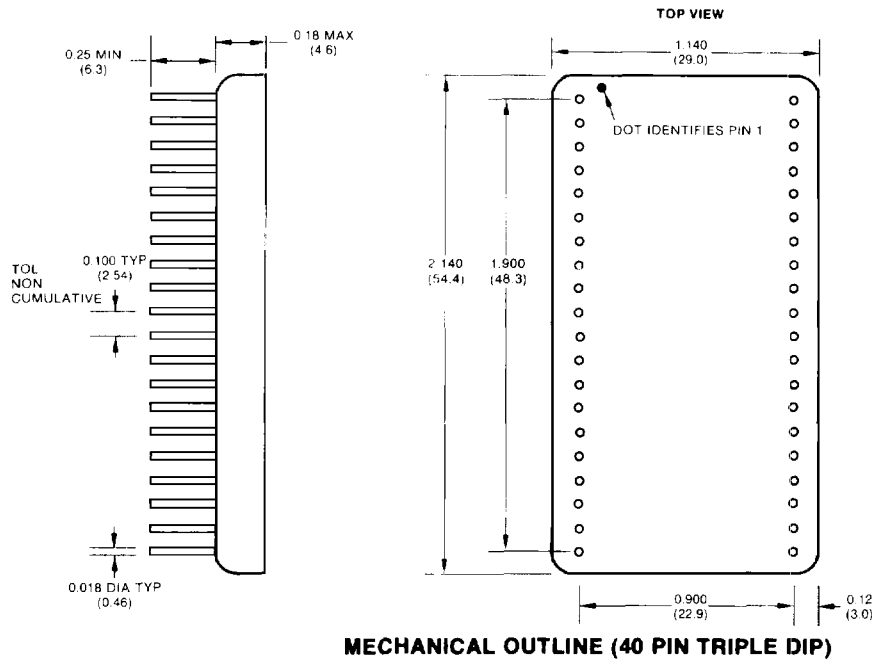 TOP VIEW
0.25 MIN
(6.3)
0.18 MAX
(4.6)
1.140
(29.0)
DOT IDENTIFIES PIN 1
TOL
NON
CUMULATIVE
0.100 TYP
(2.54)
2.140
(54.4)
1.900
(48.3)
0.018 DIA TYP
(0.46)
0.900
(22.9)
0.12
(3.0)
MECHANICAL OUTLINE (40 PIN TRIPLE DIP)